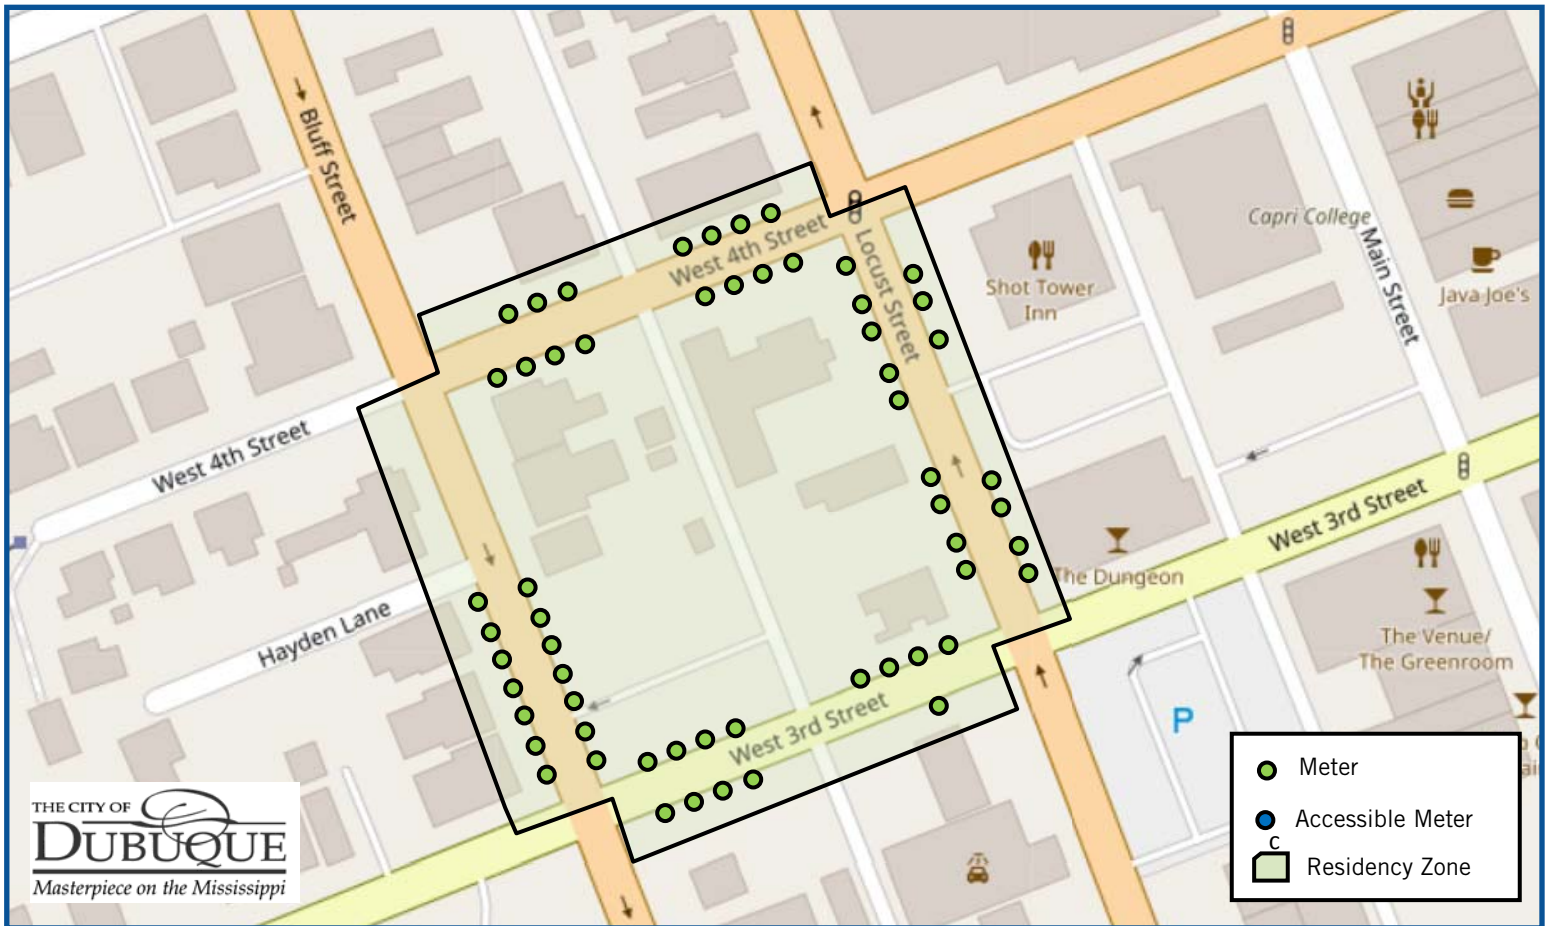 Bluff Street
West 4th Street
Locust Street
Capri College
Main Street
Java Joe's
Shot Tower
Inn
West 4th Street
West 3rd Street
The Dungeon
Hayden Lane
The Venue/
The Greenroom
West 3rd Street
P
Meter
Accessible Meter
C
Residency Zone
THE CITY OF
DUBUQUE
Masterpiece on the Mississippi